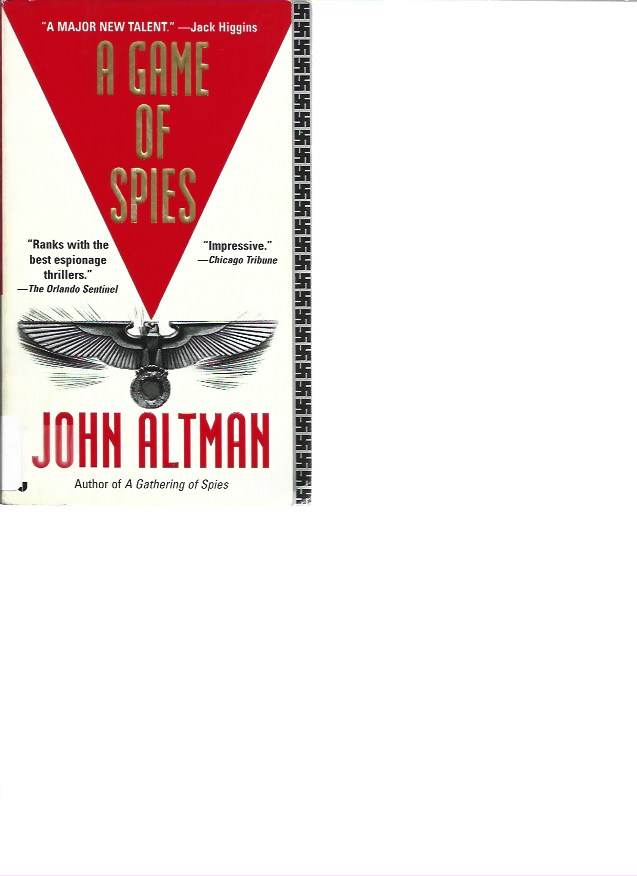 “A MAJOR NEW TALENT.” —Jack Higgins
A GAME
OF
SPIES
“Ranks with the
best espionage
thrillers.”
—The Orlando Sentinel
“Impressive.”
—Chicago Tribune
JOHN ALTMAN
Author of A Gathering of Spies
J